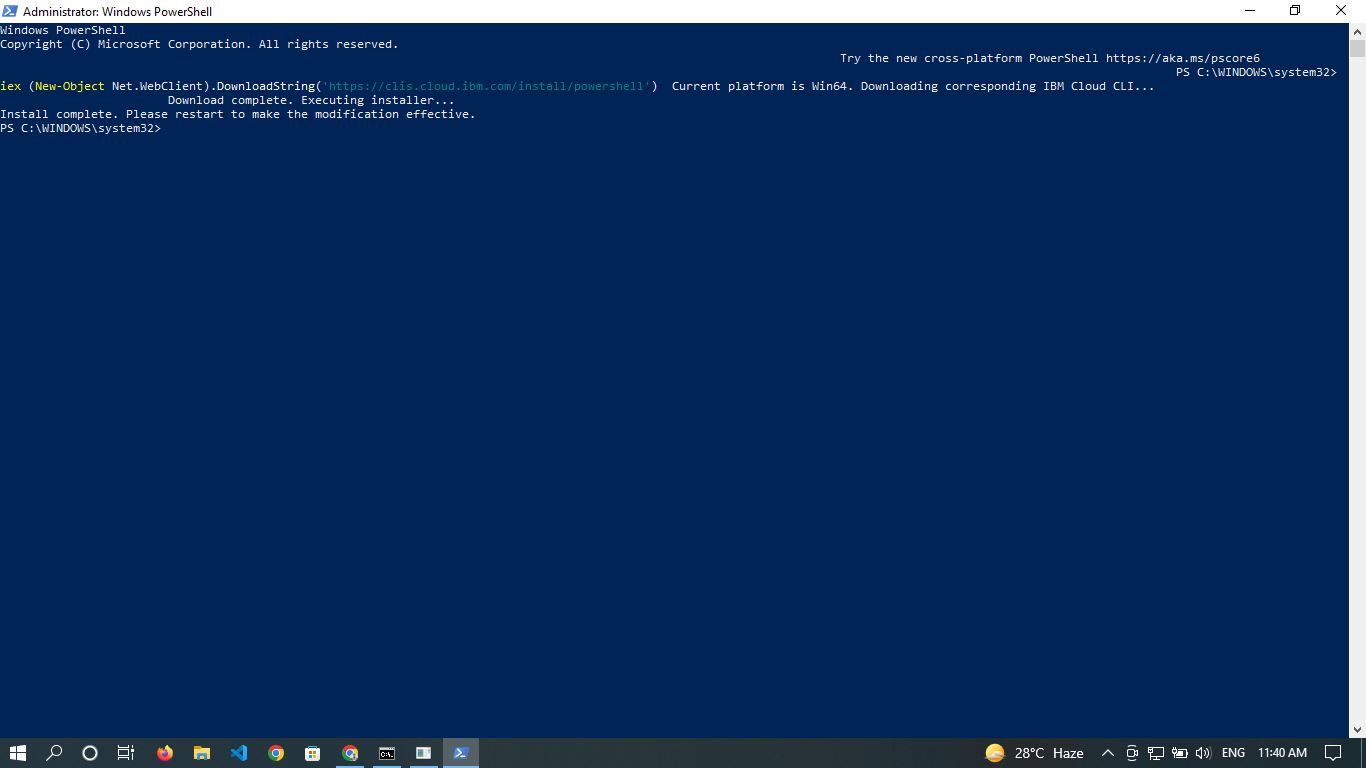 Administrator: Windows PowerShell
Windows PowerShell
Copyright (C) Microsoft Corporation. All rights reserved.
Try the new cross-platform PowerShell https://aka.ms/pscore6
PS C:\WINDOWS\system32>
iex (New-Object Net.WebClient).DownloadString('https://clis.cloud.ibm.com/install/powershell')  Current platform is Win64. Downloading corresponding IBM Cloud CLI...
Download complete. Executing installer...
Install complete. Please restart to make the modification effective.
PS C:\WINDOWS\system32>
28°C Haze ENG 11:40 AM